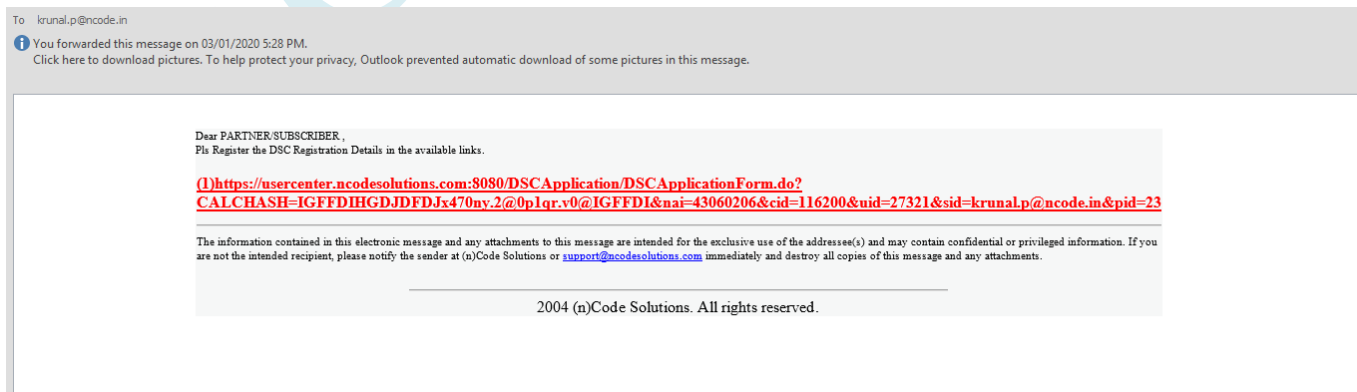 To krunal.p@ncode.in
You forwarded this message on 03/01/2020 5:28 PM.
Click here to download pictures. To help protect your privacy, Outlook prevented automatic download of some pictures in this message.
Dear PARTNER/SUBSCRIBER ,
Pls Register the DSC Registration Details in the available links.
(1)https://usercenter.ncodesolutions.com:8080/DSCApplication/DSCApplicationForm.do?
CALCHASH=IGFFDIHGDJDFDJx470ny.2@0p1qr.v0@IGFFDI&nai=43060206&cid=116200&uid=27321&sid=krunal.p@ncode.in&pid=23
The information contained in this electronic message and any attachments to this message are intended for the exclusive use of the addressee(s) and may contain confidential or privileged information. If you
are not the intended recipient, please notify the sender at (n)Code Solutions or support@ncodesolutions.com immediately and destroy all copies of this message and any attachments.
2004 (n)Code Solutions. All rights reserved.